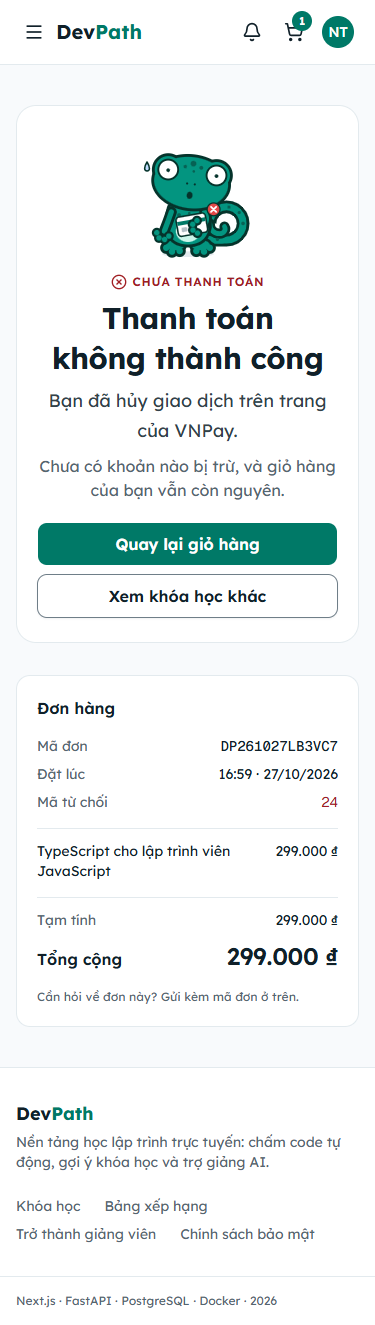 DevPath
1
NT
CHƯA THANH TOÁN
Thanh toán
không thành công
Bạn đã hủy giao dịch trên trang
của VNPay.
Chưa có khoản nào bị trừ, và giỏ hàng
của bạn vẫn còn nguyên.
Quay lại giỏ hàng
Xem khóa học khác
Đơn hàng
Mã đơn DP261027LB3VC7
Đặt lúc 16:59 · 27/10/2026
Mã từ chối 24
TypeScript cho lập trình viên 299.000 ₫
JavaScript
Tạm tính 299.000 ₫
Tổng cộng 299.000 ₫
Cần hỏi về đơn này? Gửi kèm mã đơn ở trên.
DevPath
Nền tảng học lập trình trực tuyến: chấm code tự
động, gợi ý khóa học và trợ giảng AI.
Khóa học Bảng xếp hạng
Trở thành giảng viên Chính sách bảo mật
Next.js · FastAPI · PostgreSQL · Docker · 2026